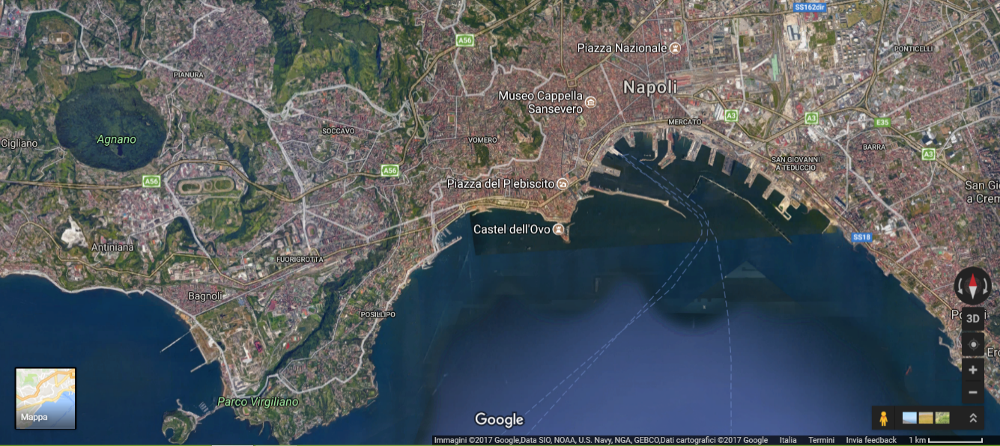 SS162dir
A56
Piazza Nazionale
PONTICELLI
PIANURA
Napoli
Museo Cappella
Sansevero
A3
A3
MERCATO
E35
SOCCAVO
Agnano
Cigliano
VOMERO
BARRA
A3
SAN GIOVANNI
A TEDUCCIO
A56
A56
Piazza del Plebiscito
San Gi
a Crem
Castel dell'Ovo
SS18
Antiniana
FUORIGROTTA
Bagnoli
POSILLIPO
3D
Parco Virgiliano
Mappa
Google
Immagini ©2017 Google,Data SIO, NOAA, U.S. Navy, NGA, GEBCO,Dati cartografici ©2017 Google Italia Termini Invia feedback 1 km